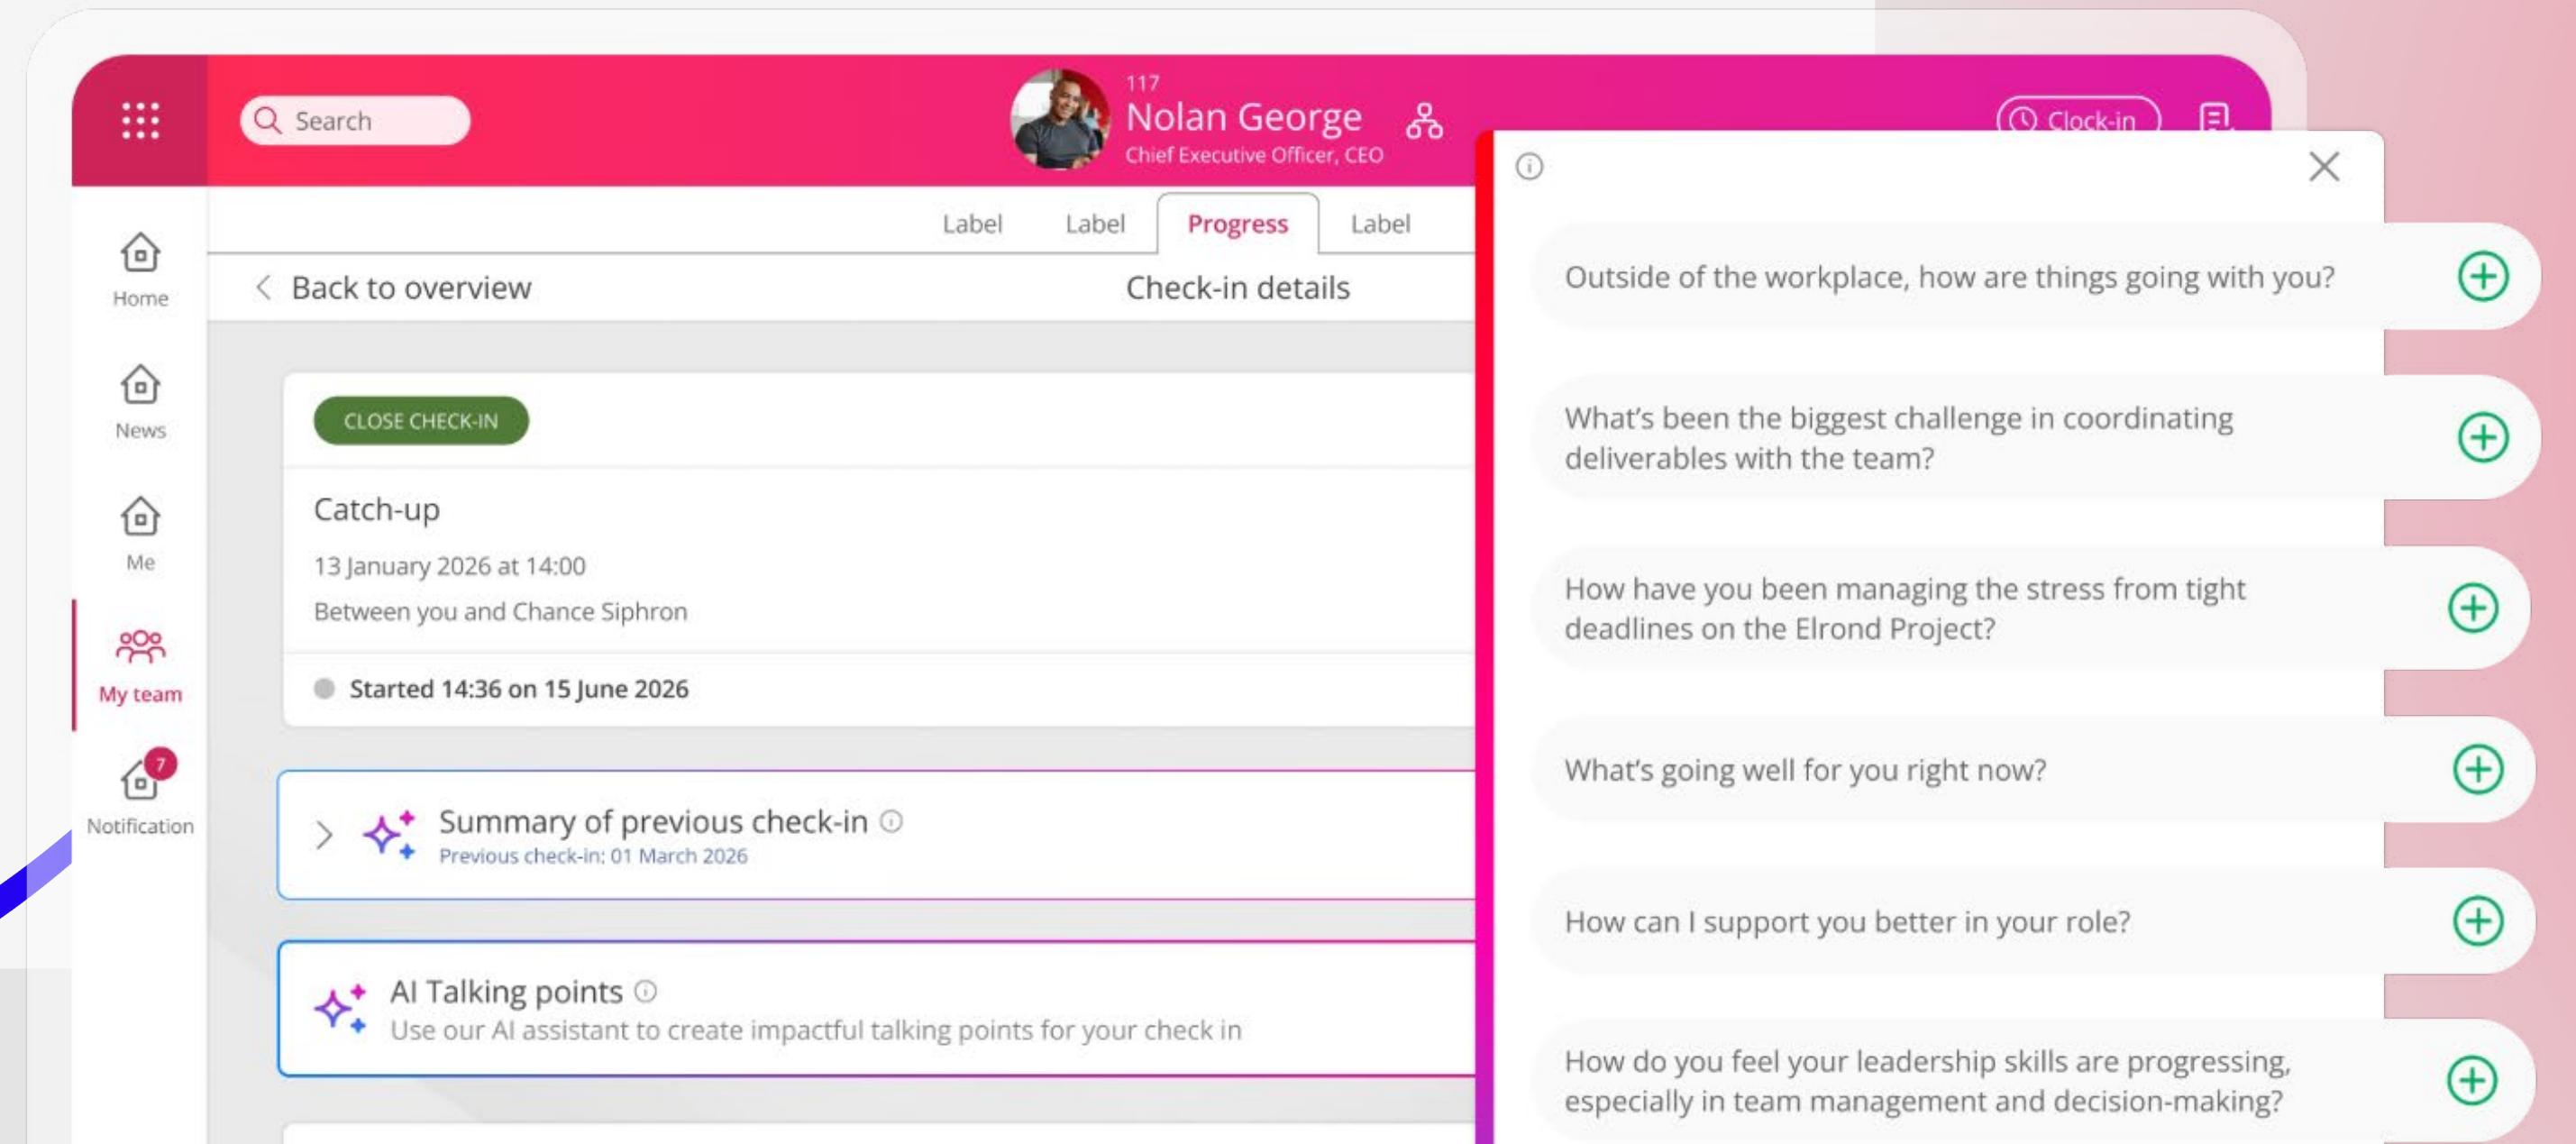 Search
117
Nolan George
Chief Executive Officer, CEO
Clock-in
Home
News
Me
My team
7
Notification
Label
Label
Progress
Label
Back to overview
Check-in details
CLOSE CHECK-IN
Catch-up
13 January 2026 at 14:00
Between you and Chance Siphron
Started 14:36 on 15 June 2026
Summary of previous check-in
Previous check-in: 01 March 2026
AI Talking points
Use our AI assistant to create impactful talking points for your check in
Outside of the workplace, how are things going with you?
What's been the biggest challenge in coordinating
deliverables with the team?
How have you been managing the stress from tight
deadlines on the Elrond Project?
What's going well for you right now?
How can I support you better in your role?
How do you feel your leadership skills are progressing,
especially in team management and decision-making?